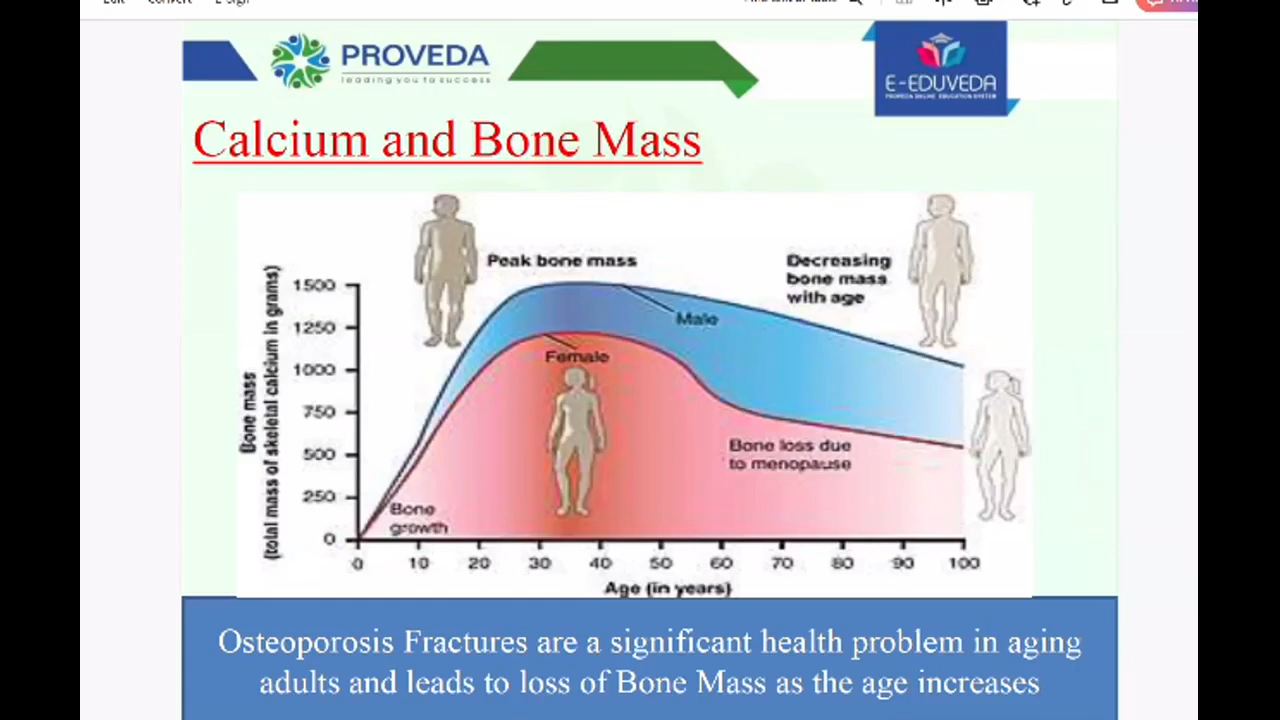 PROVEDA
leading you to success
E-EDUVEDA
PROVEDA ONLINE EDUCATION SYSTEM
Calcium and Bone Mass
Peak bone mass
Decreasing
bone mass
with age
Bone mass
(total mass of skeletal calcium in grams)
1500
1250
1000
750
500
250
0
Male
Female
Bone loss due
to menopause
Bone
growth
0 10 20 30 40 50 60 70 80 90 100
Age (in years)
Osteoporosis Fractures are a significant health problem in aging
adults and leads to loss of Bone Mass as the age increases